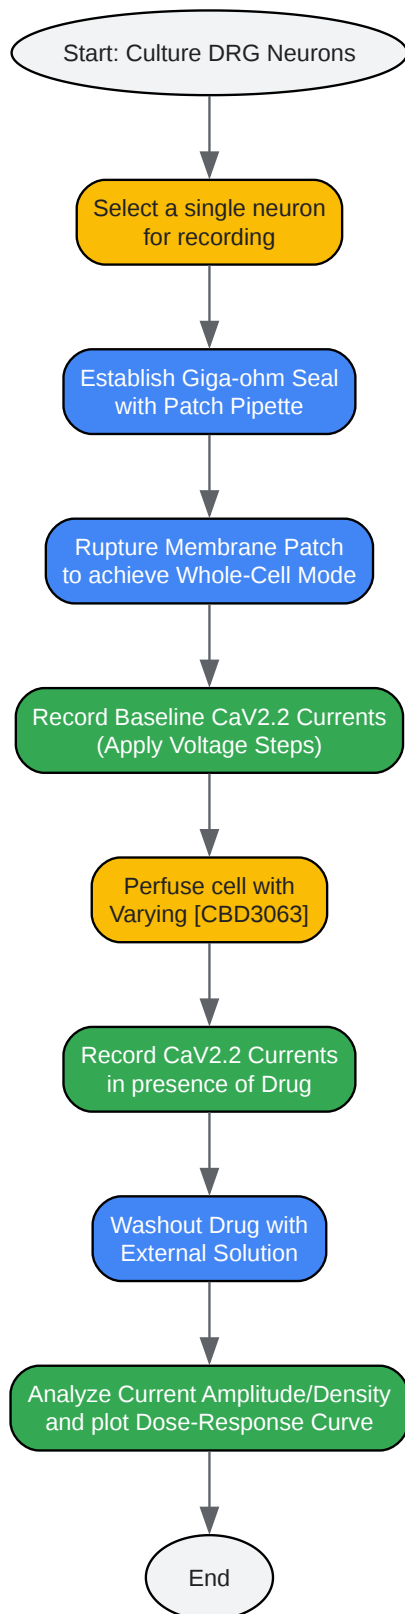 Start: Culture DRG Neurons
Select a single neuron
for recording
Establish Giga-ohm Seal
with Patch Pipette
Rupture Membrane Patch
to achieve Whole-Cell Mode
Record Baseline CaV2.2 Currents
(Apply Voltage Steps)
Perfuse cell with
Varying [CBD3063]
Record CaV2.2 Currents
in presence of Drug
Washout Drug with
External Solution
Analyze Current Amplitude/Density
and plot Dose-Response Curve
End